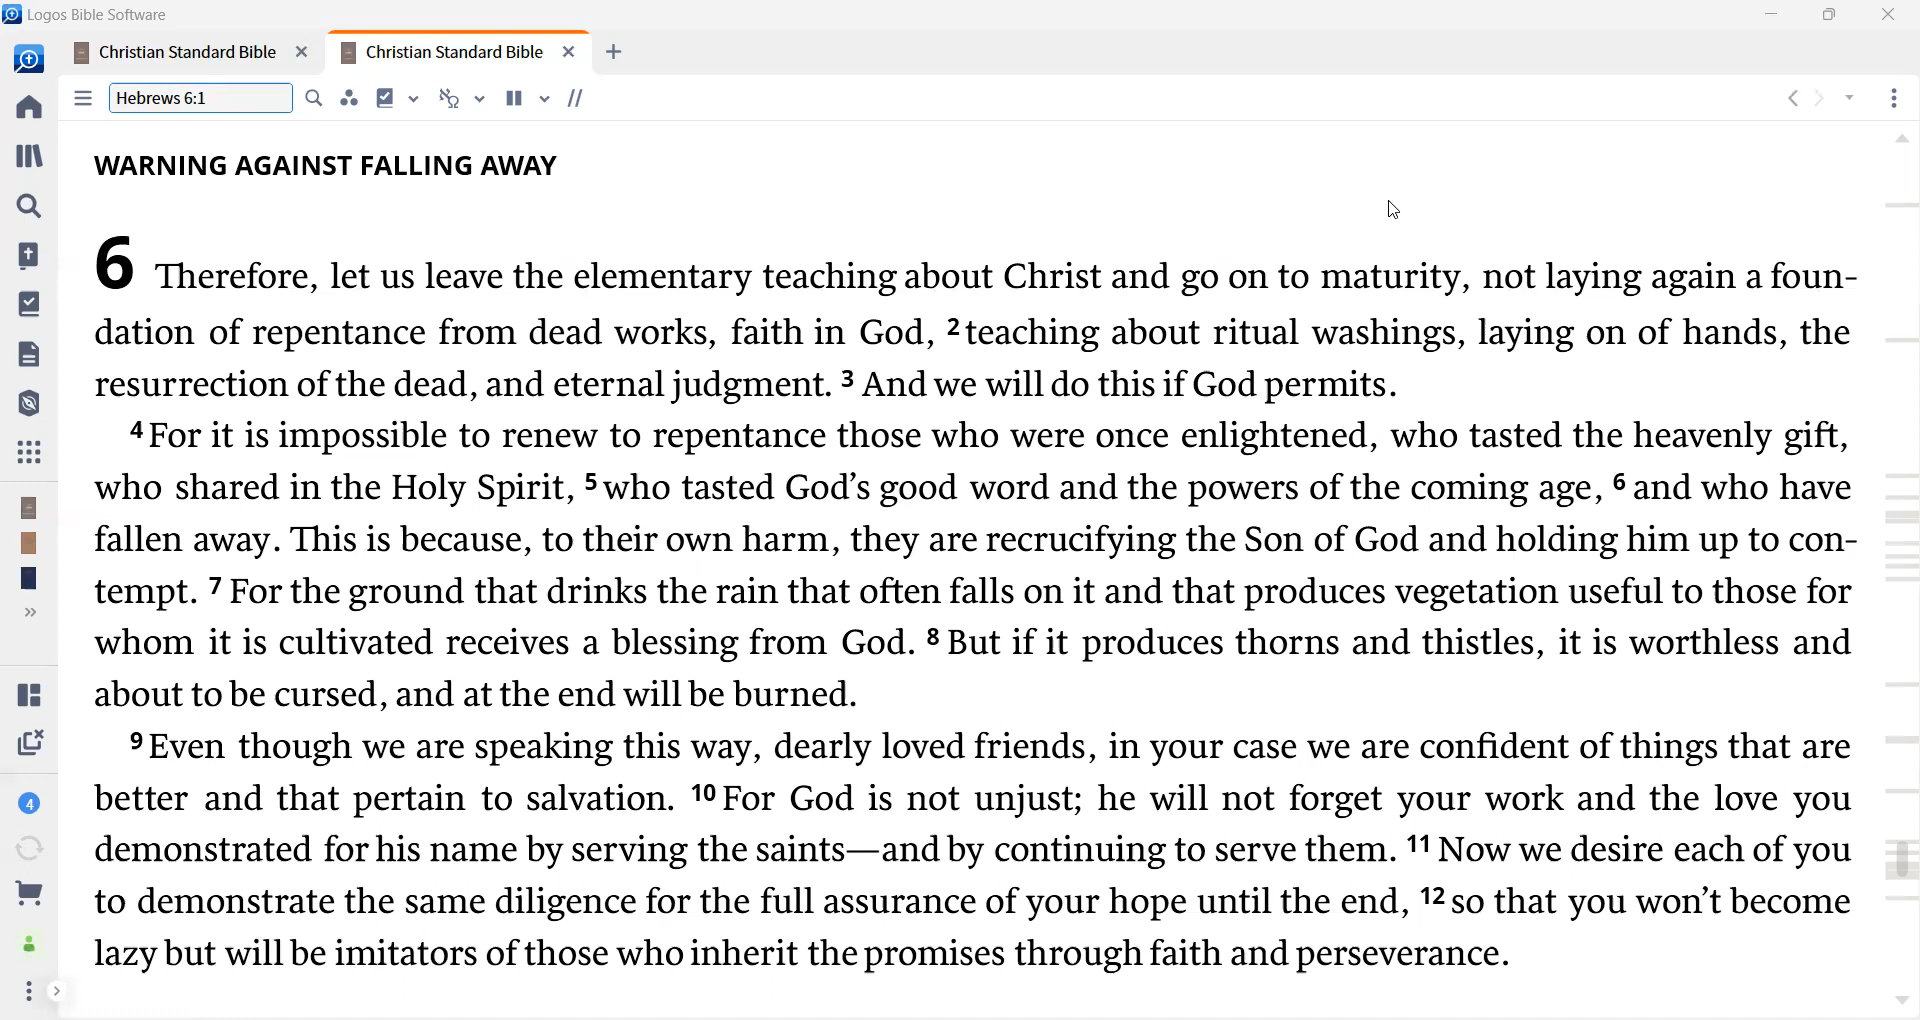 Logos Bible Software
Christian Standard Bible
Christian Standard Bible
Hebrews 6:1
WARNING AGAINST FALLING AWAY
6 Therefore, let us leave the elementary teaching about Christ and go on to maturity, not laying again a foun-
dation of repentance from dead works, faith in God, 2 teaching about ritual washings, laying on of hands, the
resurrection of the dead, and eternal judgment. 3 And we will do this if God permits.
4 For it is impossible to renew to repentance those who were once enlightened, who tasted the heavenly gift,
who shared in the Holy Spirit, 5 who tasted God’s good word and the powers of the coming age, 6 and who have
fallen away. This is because, to their own harm, they are recrucifying the Son of God and holding him up to con-
tempt. 7 For the ground that drinks the rain that often falls on it and that produces vegetation useful to those for
whom it is cultivated receives a blessing from God. 8 But if it produces thorns and thistles, it is worthless and
about to be cursed, and at the end will be burned.
9 Even though we are speaking this way, dearly loved friends, in your case we are confident of things that are
better and that pertain to salvation. 10 For God is not unjust; he will not forget your work and the love you
demonstrated for his name by serving the saints—and by continuing to serve them. 11 Now we desire each of you
to demonstrate the same diligence for the full assurance of your hope until the end, 12 so that you won’t become
lazy but will be imitators of those who inherit the promises through faith and perseverance.
4